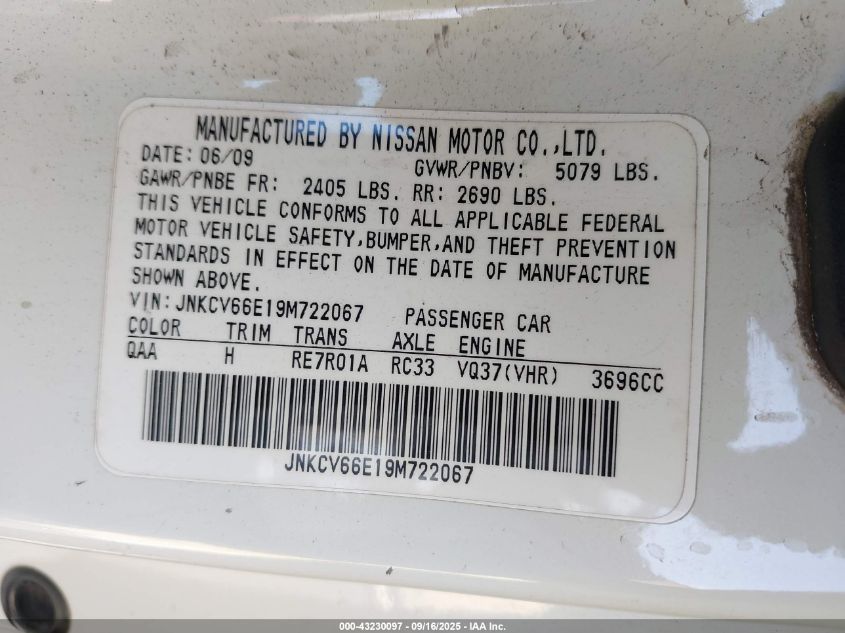 MANUFACTURED BY NISSAN MOTOR CO.,LTD.
DATE: 06/09 GVWR/PNBV: 5079 LBS.
GAWR/PNBE FR: 2405 LBS. RR: 2690 LBS.
THIS VEHICLE CONFORMS TO ALL APPLICABLE FEDERAL
MOTOR VEHICLE SAFETY,BUMPER,AND THEFT PREVENTION
STANDARDS IN EFFECT ON THE DATE OF MANUFACTURE
SHOWN ABOVE.
VIN:JNKCV66E19M722067 PASSENGER CAR
COLOR TRIM TRANS AXLE ENGINE
QAA H RE7R01A RC33 VQ37(VHR) 3696CC
JNKCV66E19M722067
000-43230097 - 09/16/2025 - IAA Inc.